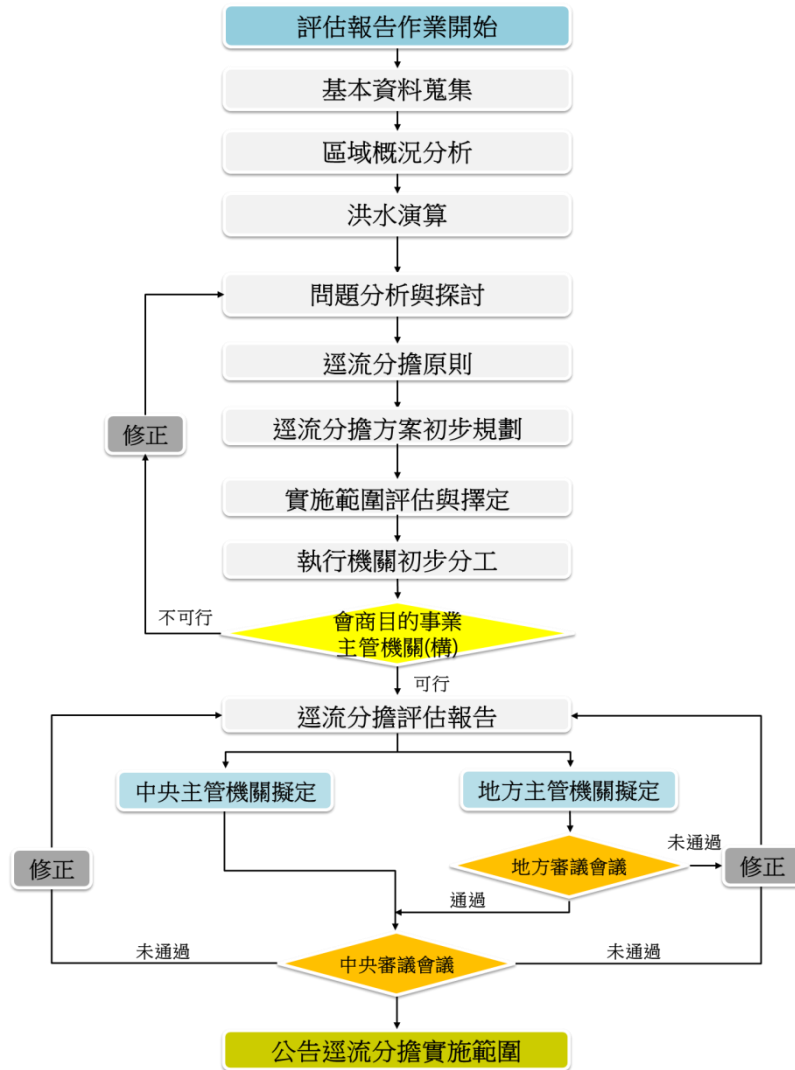 評估報告作業開始
基本資料蒐集
區域概況分析
洪水演算
問題分析與探討
逕流分擔原則
修正
逕流分擔方案初步規劃
實施範圍評估與擇定
執行機關初步分工
不可行
會商目的事業
主管機關(構)
可行
逕流分擔評估報告
中央主管機關擬定
地方主管機關擬定
未通過
修正
地方審議會議
修正
通過
未通過
中央審議會議
未通過
公告逕流分擔實施範圍